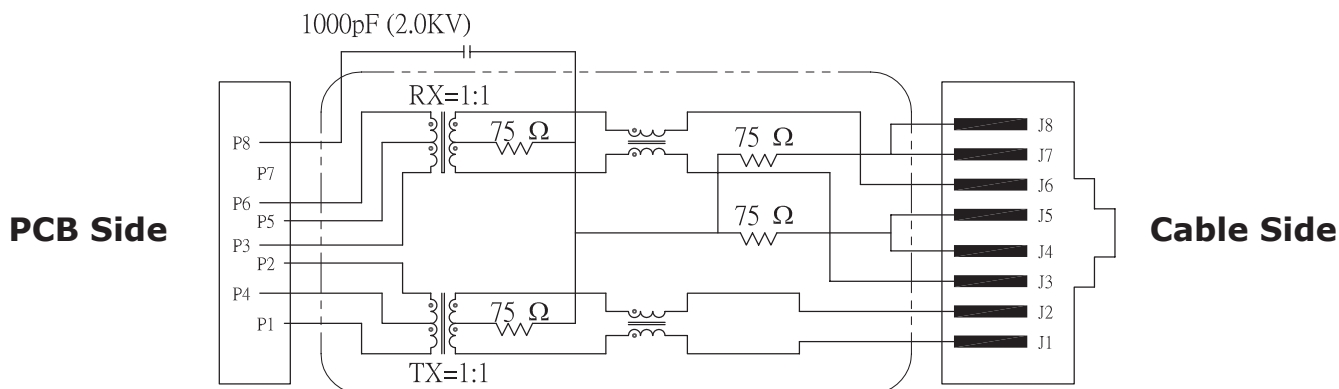 1000pF (2.0KV)
RX=1:1
75 Ω
75 Ω
75 Ω
75 Ω
TX=1:1
PCB Side
P8
P7
P6
P5
P3
P2
P4
P1
J8
J7
J6
J5
J4
J3
J2
J1
Cable Side